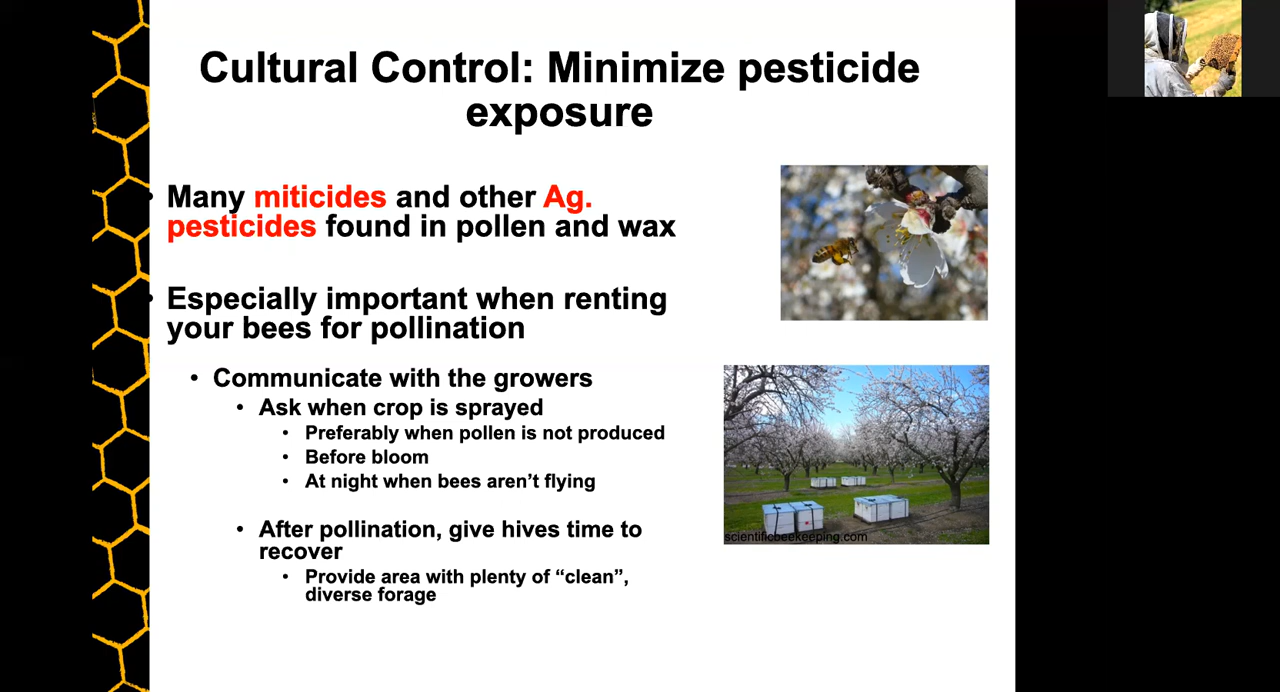 Cultural Control: Minimize pesticide
exposure
• Many miticides and other Ag.
pesticides found in pollen and wax
• Especially important when renting
your bees for pollination
• Communicate with the growers
• Ask when crop is sprayed
• Preferably when pollen is not produced
• Before bloom
• At night when bees aren’t flying
• After pollination, give hives time to
recover
• Provide area with plenty of “clean”,
diverse forage
scientificbeekeeping.com